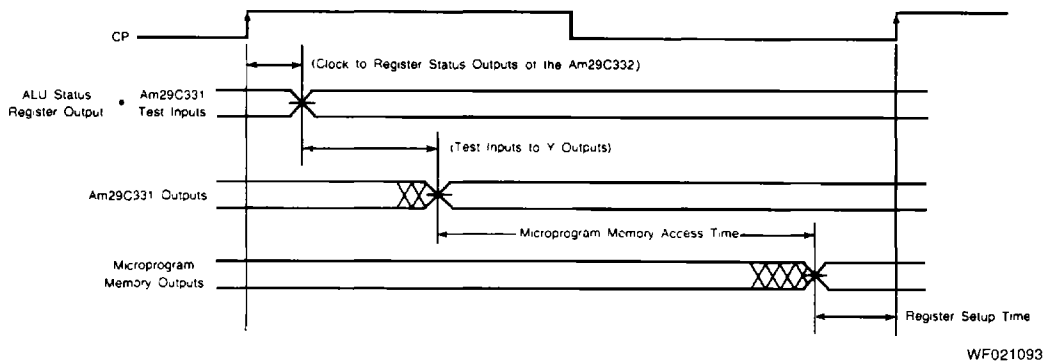 CP
(Clock to Register Status Outputs of the Am29C332)
ALU Status Register Output • Am29C331 Test Inputs
(Test Inputs to Y Outputs)
Am29C331 Outputs
Microprogram Memory Access Time
Microprogram
Memory Outputs
Register Setup Time
WF021093